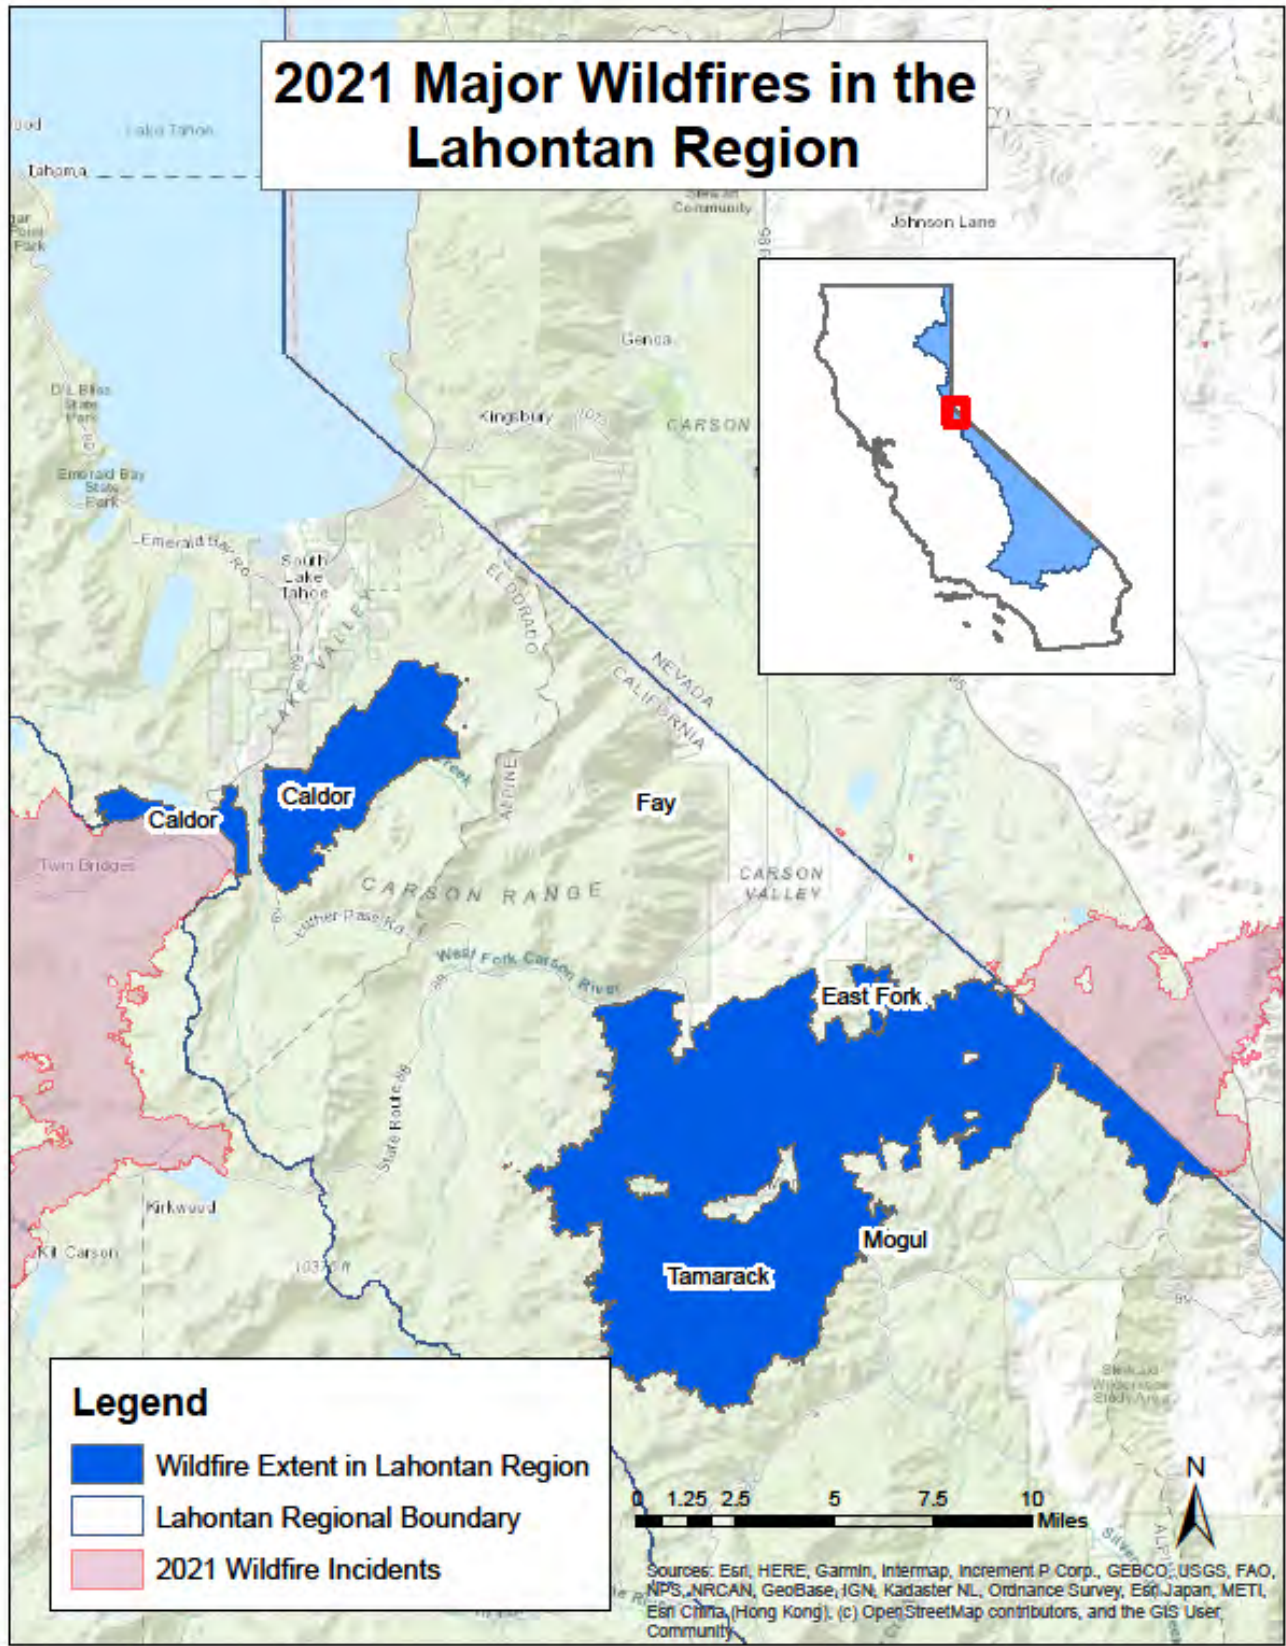 2021 Major Wildfires in the
Lahontan Region
Lake Tahoe
Tahoma
Point
Park
Community
Johnson Lane
Genoa
Kingsbury
CARSON
D L Bliss
State
Park
Emerald Bay
State
Park
Emerald Bay Rd
South
Lake
Tahoe
LAKE VALLEY
EL DORADO
NEVADA
CALIFORNIA
ALPINE
Caldor
Caldor
Fay
Twin Bridges
CARSON RANGE
CARSON
VALLEY
Luther Pass Rd
West Fork Carson River
East Fork
State Route 88
Kirkwood
Kit Carson
Mogul
Tamarack
Legend
Wildfire Extent in Lahontan Region
Lahontan Regional Boundary
2021 Wildfire Incidents
N
0 1.25 2.5 5 7.5 10
Miles
Sources: Esri, HERE, Garmin, Intermap, increment P Corp., GEBCO, USGS, FAO,
NPS, NRCAN, GeoBase, IGN, Kadaster NL, Ordnance Survey, Esri Japan, METI,
Esri China (Hong Kong), (c) OpenStreetMap contributors, and the GIS User
Community